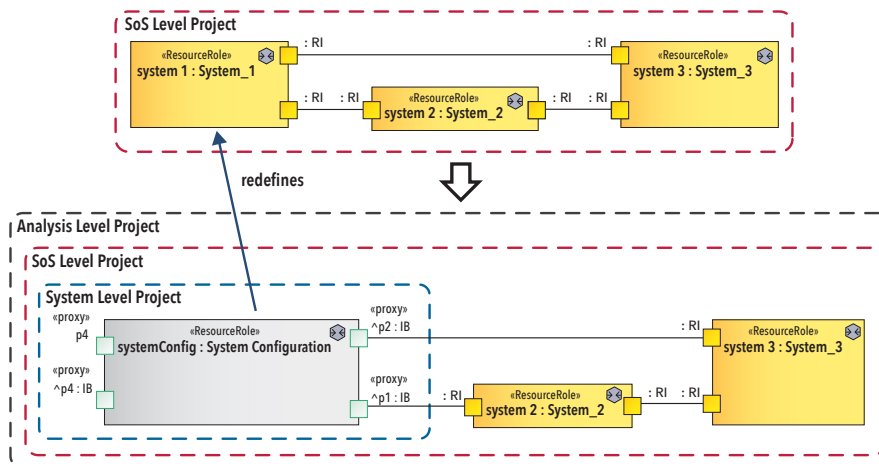 SoS Level Project
«ResourceRole»
system 1 : System_1
: RI
: RI
«ResourceRole»
system 3 : System_3
: RI
: RI
«ResourceRole»
system 2 : System_2
: RI
: RI
redefines
Analysis Level Project
SoS Level Project
System Level Project
«proxy»
p4
«proxy»
^p4 : IB
«ResourceRole»
systemConfig : System Configuration
«proxy»
^p2 : IB
«proxy»
^p1 : IB
: RI
«ResourceRole»
system 3 : System_3
: RI
«ResourceRole»
system 2 : System_2
: RI
: RI